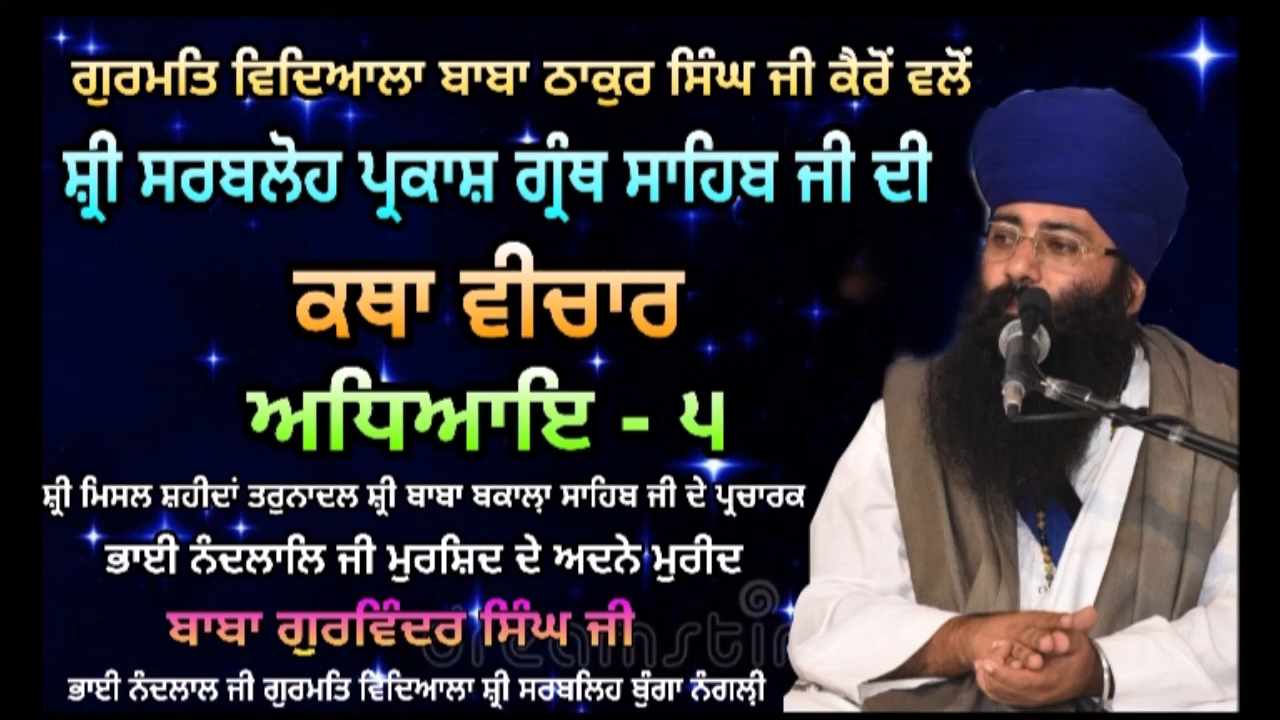 ਗੁਰਮਤਿ ਵਿਦਿਆਲਾ ਬਾਬਾ ਠਾਕੁਰ ਸਿੰਘ ਜੀ ਕੈਰੋਂ ਵਲੋਂ
ਸ਼੍ਰੀ ਸਰਬਲੋਹ ਪ੍ਰਕਾਸ਼ ਗ੍ਰੰਥ ਸਾਹਿਬ ਜੀ ਦੀ
ਕਥਾ ਵੀਚਾਰ
ਅਧਿਆਇ - ੫
ਸ਼੍ਰੀ ਮਿਸਲ ਸ਼ਹੀਦਾਂ ਤਰੁਨਾਦਲ ਸ਼੍ਰੀ ਬਾਬਾ ਬਕਾਲ਼ਾ ਸਾਹਿਬ ਜੀ ਦੇ ਪ੍ਰਚਾਰਕ
ਭਾਈ ਨੰਦਲਾਲਿ ਜੀ ਮੁਰਸ਼ਿਦ ਦੇ ਅਦਨੇ ਮੁਰੀਦ
ਬਾਬਾ ਗੁਰਵਿੰਦਰ ਸਿੰਘ ਜੀ
ਭਾਈ ਨੰਦਲਾਲ ਜੀ ਗੁਰਮਤਿ ਵਿਦਿਆਲਾ ਸ਼੍ਰੀ ਸਰਬਲਿਹ ਬੁੰਗਾ ਨੰਗਲੀ